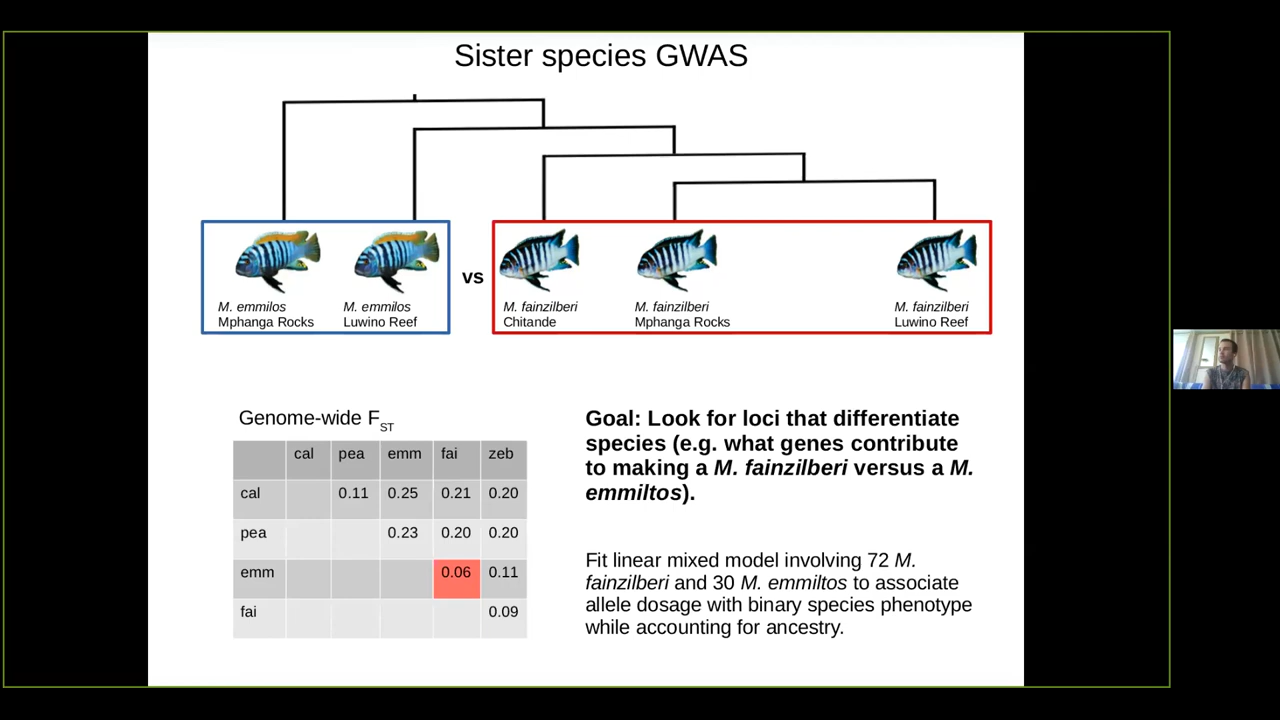 Sister species GWAS
M. emmilos
Mphanga Rocks
M. emmilos
Luwino Reef
vs
M. fainzilberi
Chitande
M. fainzilberi
Mphanga Rocks
M. fainzilberi
Luwino Reef
Genome-wide FST
cal pea emm fai zeb
cal 0.11 0.25 0.21 0.20
pea 0.23 0.20 0.20
emm 0.06 0.11
fai 0.09
Goal: Look for loci that differentiate
species (e.g. what genes contribute
to making a M. fainzilberi versus a M.
emmiltos).
Fit linear mixed model involving 72 M.
fainzilberi and 30 M. emmiltos to associate
allele dosage with binary species phenotype
while accounting for ancestry.